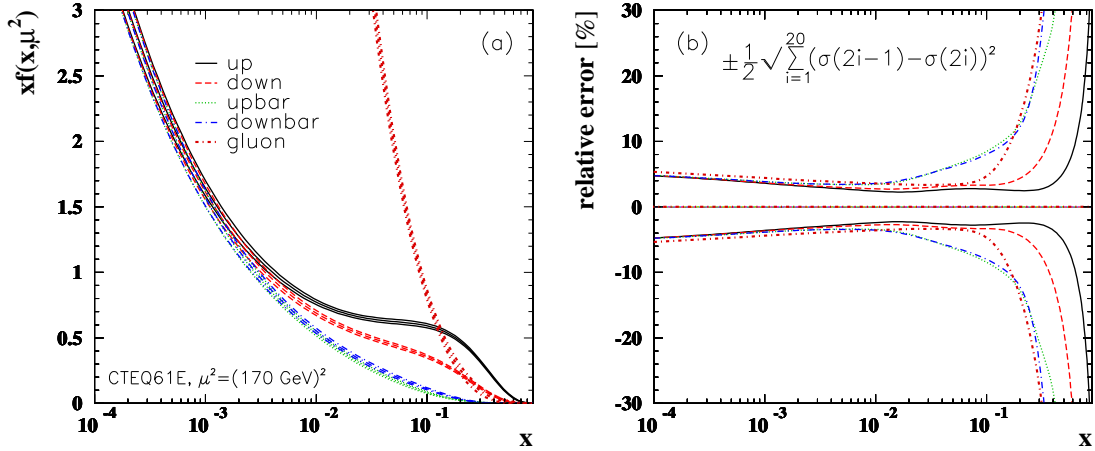 xf(x,μ²)
3
2.5
2
1.5
1
0.5
0
(a)
up
down
upbar
downbar
gluon
CTEQ61E, μ²=(170 GeV)²
10⁻⁴ 10⁻³ 10⁻² 10⁻¹
x
relative error [%]
30
20
10
0
-10
-20
-30
(b) ±½√∑(σ(2i−1)−σ(2i))²
20
i=1
10⁻⁴ 10⁻³ 10⁻² 10⁻¹
x